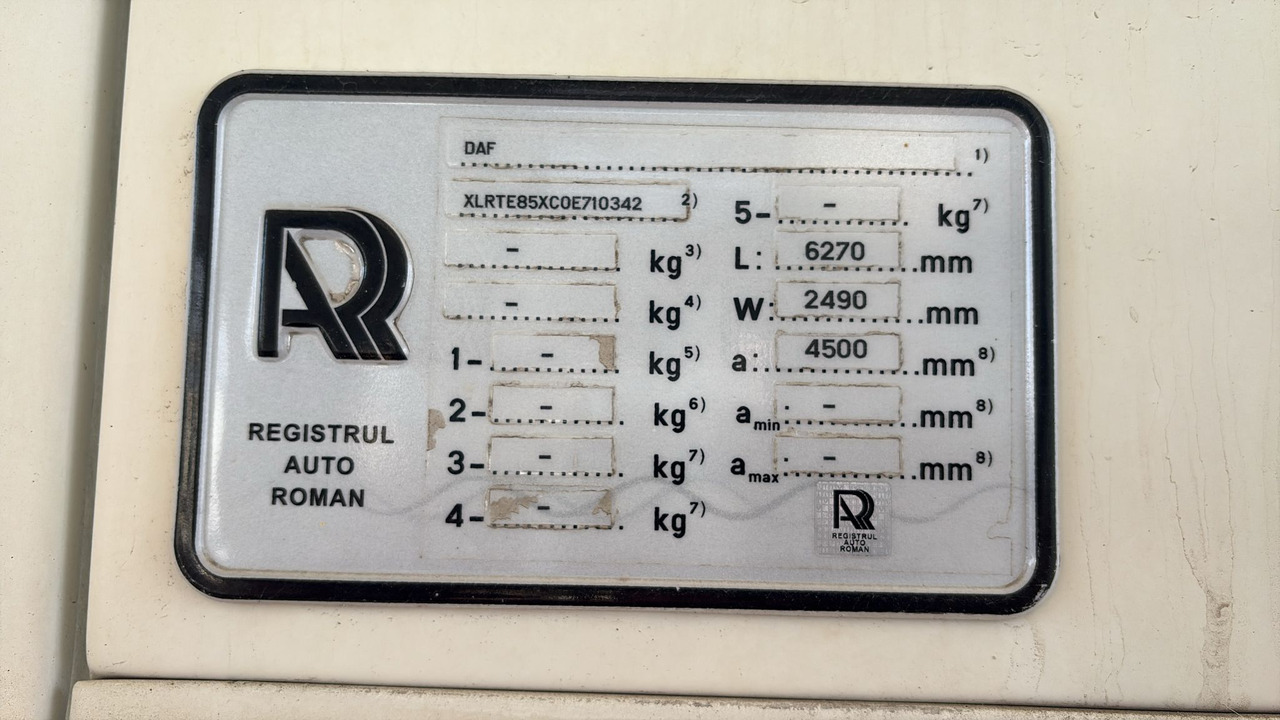 DAF 1)
XLRTE85XC0E710342 2)
- kg3)
- kg4)
1- - kg5)
2- - kg6)
3- - kg7)
4- - kg7)
5- - kg7)
L: 6270 mm
W: 2490 mm
a: 4500 mm8)
amin: - mm8)
amax: - mm8)
R
REGISTRUL
AUTO
ROMAN
R
REGISTRUL
AUTO
ROMAN